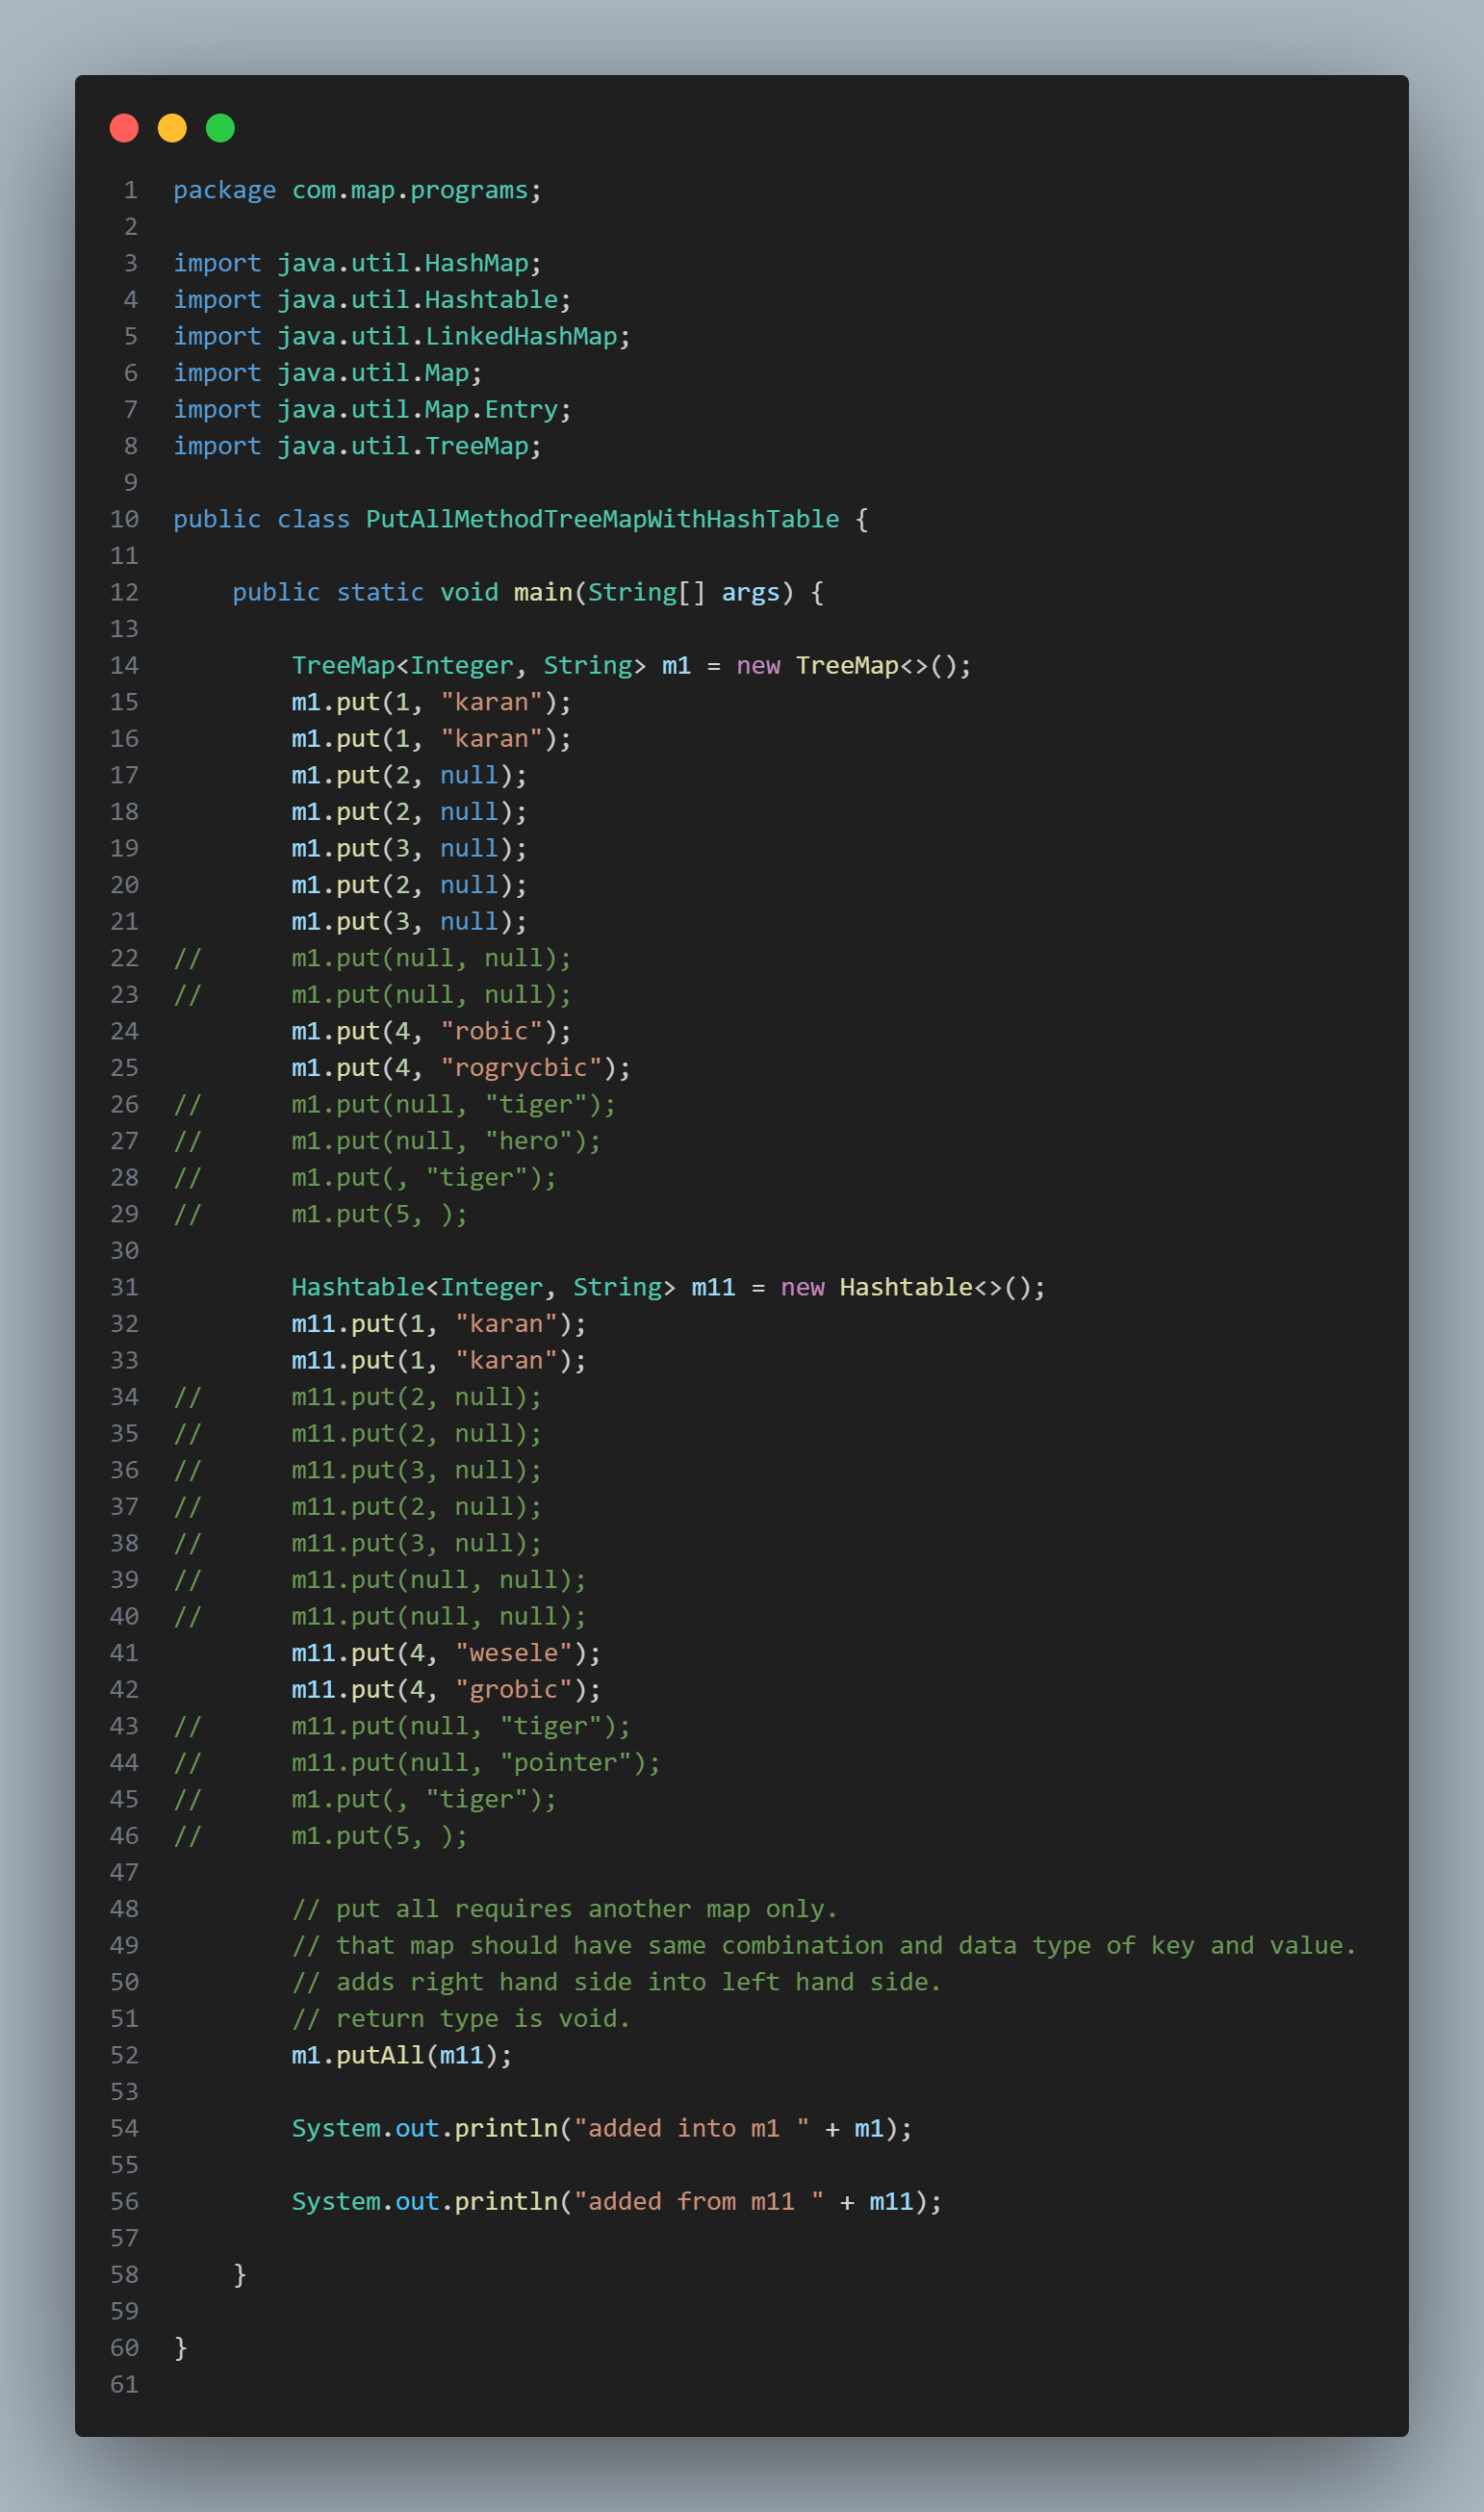 1 package com.map.programs;
2
3 import java.util.HashMap;
4 import java.util.Hashtable;
5 import java.util.LinkedHashMap;
6 import java.util.Map;
7 import java.util.Map.Entry;
8 import java.util.TreeMap;
9
10 public class PutAllMethodTreeMapWithHashTable {
11
12     public static void main(String[] args) {
13
14         TreeMap<Integer, String> m1 = new TreeMap<>();
15         m1.put(1, "karan");
16         m1.put(1, "karan");
17         m1.put(2, null);
18         m1.put(2, null);
19         m1.put(3, null);
20         m1.put(2, null);
21         m1.put(3, null);
22 //      m1.put(null, null);
23 //      m1.put(null, null);
24         m1.put(4, "robic");
25         m1.put(4, "rogrycbic");
26 //      m1.put(null, "tiger");
27 //      m1.put(null, "hero");
28 //      m1.put(, "tiger");
29 //      m1.put(5, );
30
31         Hashtable<Integer, String> m11 = new Hashtable<>();
32         m11.put(1, "karan");
33         m11.put(1, "karan");
34 //      m11.put(2, null);
35 //      m11.put(2, null);
36 //      m11.put(3, null);
37 //      m11.put(2, null);
38 //      m11.put(3, null);
39 //      m11.put(null, null);
40 //      m11.put(null, null);
41         m11.put(4, "wesele");
42         m11.put(4, "grobic");
43 //      m11.put(null, "tiger");
44 //      m11.put(null, "pointer");
45 //      m1.put(, "tiger");
46 //      m1.put(5, );
47
48         // put all requires another map only.
49         // that map should have same combination and data type of key and value.
50         // adds right hand side into left hand side.
51         // return type is void.
52         m1.putAll(m11);
53
54         System.out.println("added into m1 " + m1);
55
56         System.out.println("added from m11 " + m11);
57
58     }
59
60 }
61